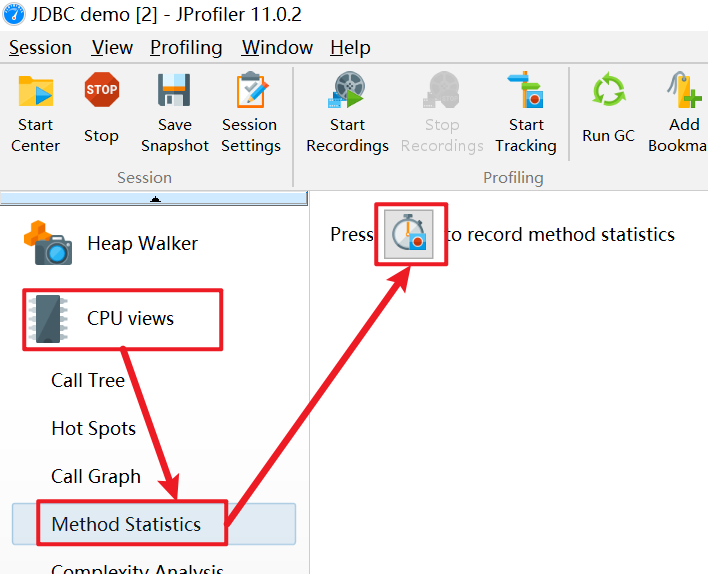 JDBC demo [2] - JProfiler 11.0.2
Session View Profiling Window Help
Start Center
Stop
Save Snapshot
Session Settings
Start Recordings
Stop Recordings
Start Tracking
Run GC
Add Bookma
Session
Profiling
Heap Walker
Press to record method statistics
CPU views
Call Tree
Hot Spots
Call Graph
Method Statistics
Complexity Analysis